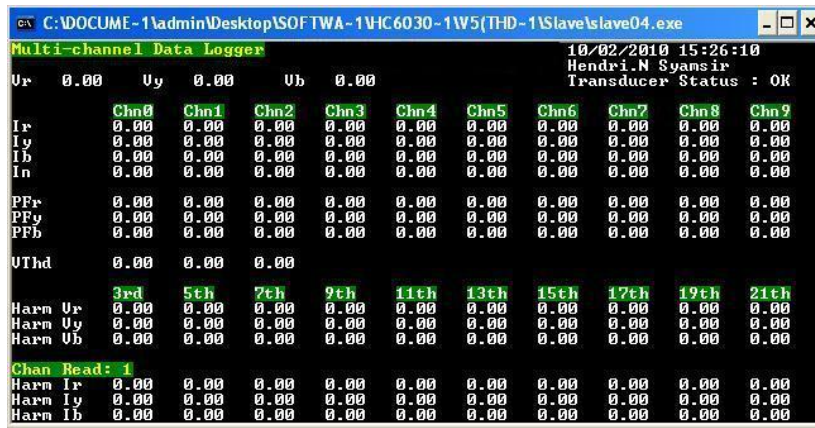 C:\DOCUME~1\admin\Desktop\SOFTWA~1\HC6030~1\V5(THD~1\Slave\slave04.exe
Multi-channel Data Logger 10/02/2010 15:26:10
Hendri.N Syamsir
Vr 0.00 Vy 0.00 Vb 0.00 Transducer Status : OK
Chn0 Chn1 Chn2 Chn3 Chn4 Chn5 Chn6 Chn7 Chn8 Chn9
Ir 0.00 0.00 0.00 0.00 0.00 0.00 0.00 0.00 0.00 0.00
Iy 0.00 0.00 0.00 0.00 0.00 0.00 0.00 0.00 0.00 0.00
Ib 0.00 0.00 0.00 0.00 0.00 0.00 0.00 0.00 0.00 0.00
In 0.00 0.00 0.00 0.00 0.00 0.00 0.00 0.00 0.00 0.00
PFr 0.00 0.00 0.00 0.00 0.00 0.00 0.00 0.00 0.00 0.00
PFy 0.00 0.00 0.00 0.00 0.00 0.00 0.00 0.00 0.00 0.00
PFb 0.00 0.00 0.00 0.00 0.00 0.00 0.00 0.00 0.00 0.00
VThd 0.00 0.00 0.00
3rd 5th 7th 9th 11th 13th 15th 17th 19th 21th
Harm Vr 0.00 0.00 0.00 0.00 0.00 0.00 0.00 0.00 0.00 0.00
Harm Vy 0.00 0.00 0.00 0.00 0.00 0.00 0.00 0.00 0.00 0.00
Harm Vb 0.00 0.00 0.00 0.00 0.00 0.00 0.00 0.00 0.00 0.00
Chan Read: 1
Harm Ir 0.00 0.00 0.00 0.00 0.00 0.00 0.00 0.00 0.00 0.00
Harm Iy 0.00 0.00 0.00 0.00 0.00 0.00 0.00 0.00 0.00 0.00
Harm Ib 0.00 0.00 0.00 0.00 0.00 0.00 0.00 0.00 0.00 0.00